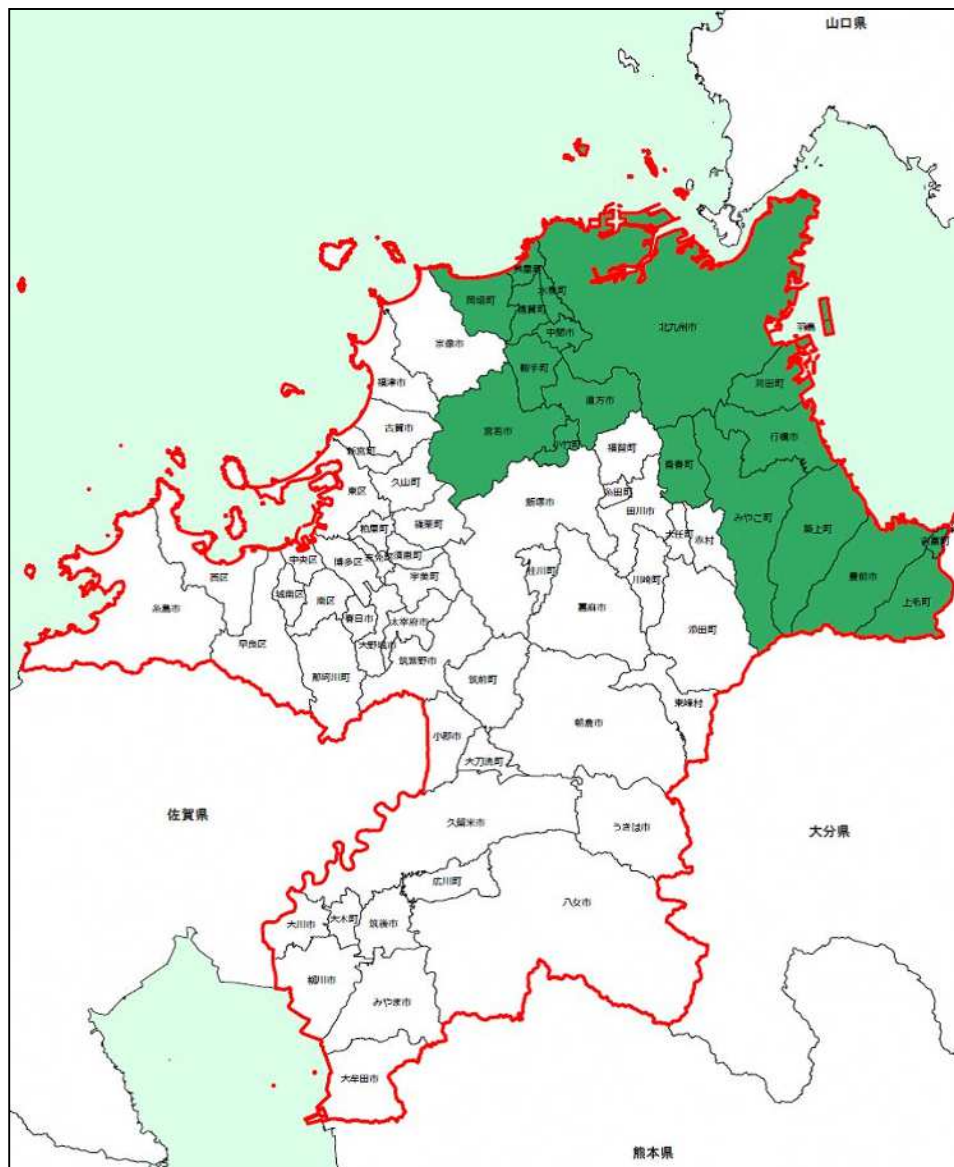 山口県
芦屋町
水巻町
岡垣町
遠賀町
北九州市
中間市
宗像市
鞍手町
苅田町
福津市
直方市
宮若市
小竹町
古賀市
行橋市
福智町
香春町
新宮町
久山町
東区
糸田町
田川市
飯塚市
みやこ町
篠栗町
粕屋町
大任町
赤村
築上町
吉富町
中央区
博多区
志免町
須恵町
西区
宇美町
桂川町
川崎町
豊前市
城南区
南区
上毛町
糸島市
嘉麻市
春日市
太宰府市
添田町
早良区
大野城市
筑紫野市
那珂川町
筑前町
東峰村
朝倉市
小郡市
大刀洗町
佐賀県
久留米市
うきは市
大分県
広川町
八女市
大川市
大木町
筑後市
柳川市
みやま市
大牟田市
熊本県